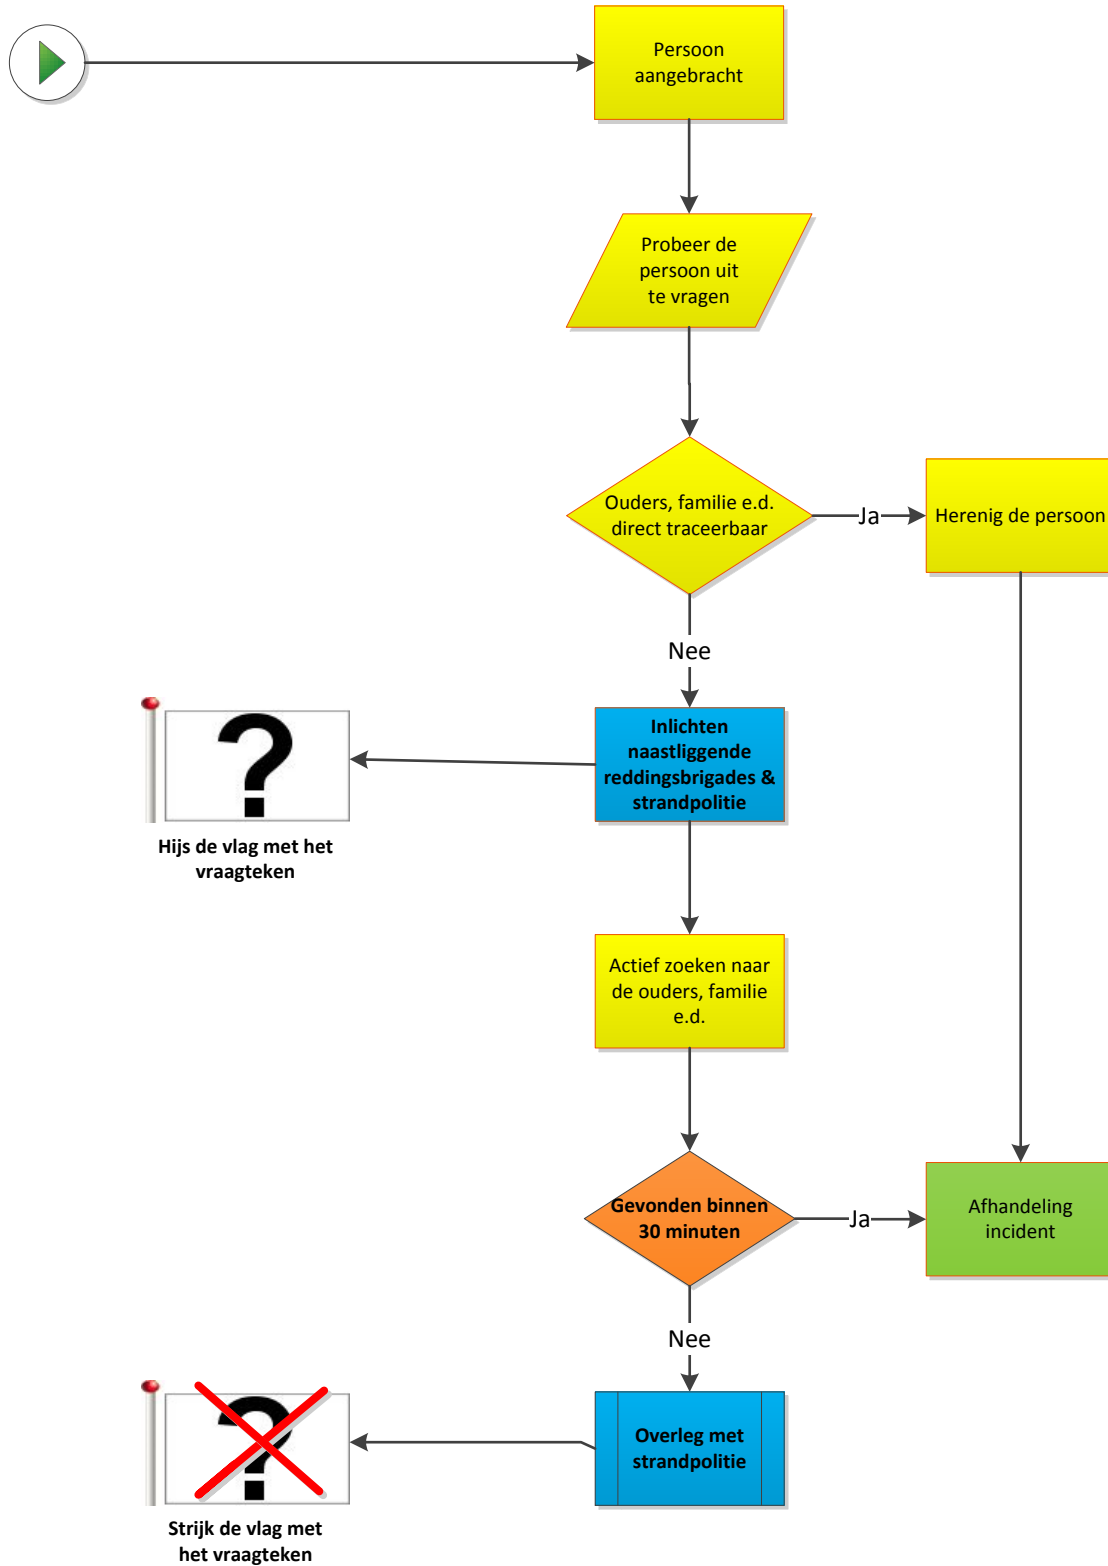 Persoon
aangebracht
Probeer de
persoon uit
te vragen
Ouders, familie e.d.
direct traceerbaar
Ja
Herenig de persoon
Nee
Inlichten
naastliggende
reddingsbrigades &
strandpolitie
?
Hijs de vlag met het
vraagteken
Actief zoeken naar
de ouders, familie
e.d.
Gevonden binnen
30 minuten
Ja
Afhandeling
incident
Nee
Overleg met
strandpolitie
?
Strijk de vlag met
het vraagteken